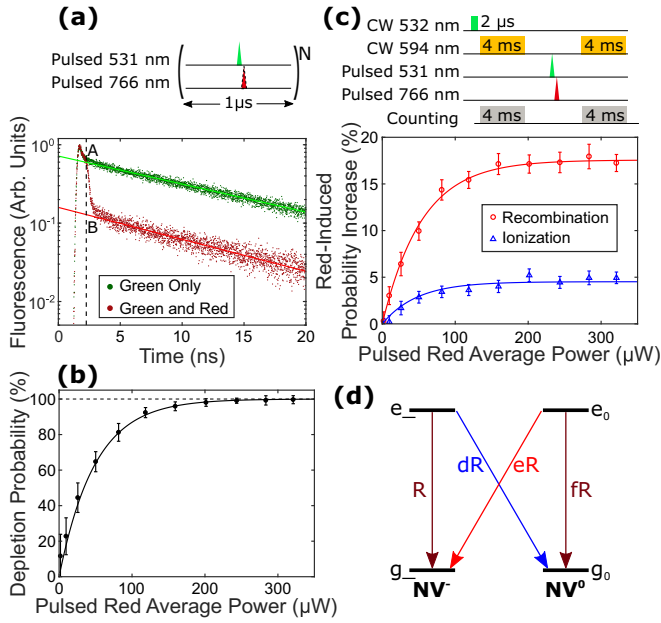 (a)
Pulsed 531 nm
Pulsed 766 nm
N
1µs
Fluorescence (Arb. Units)
10⁰
10⁻¹
10⁻²
A
B
Green Only
Green and Red
0 5 10 15 20
Time (ns)
(b)
Depletion Probability (%)
100
80
60
40
20
0
0 100 200 300
Pulsed Red Average Power (µW)
(c)
CW 532 nm
2 µs
CW 594 nm
4 ms 4 ms
Pulsed 531 nm
Pulsed 766 nm
Counting
4 ms 4 ms
Red-Induced
Probability Increase (%)
20
15
10
5
0
Recombination
Ionization
0 100 200 300
Pulsed Red Average Power (µW)
(d)
e_ e₀
R dR eR fR
g_ g₀
NV⁻ NV⁰